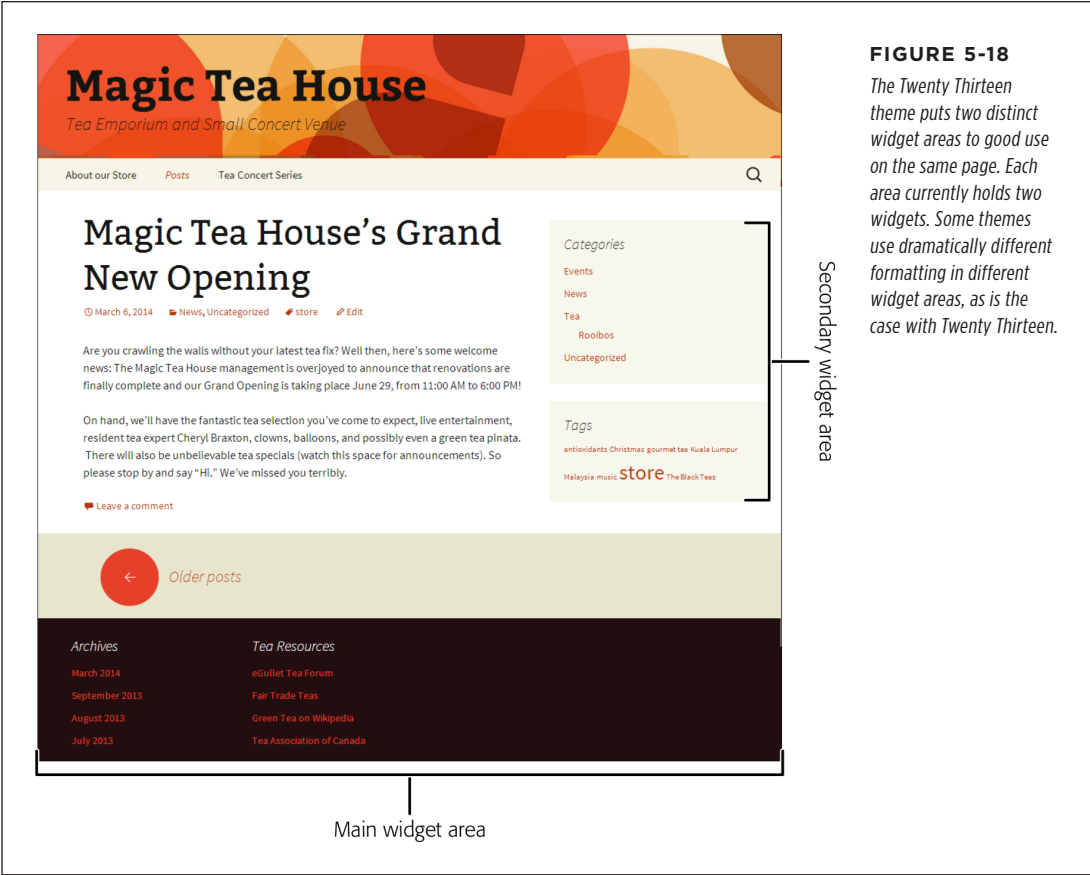 Magic Tea House
Tea Emporium and Small Concert Venue
About our Store Posts Tea Concert Series
Magic Tea House's Grand
New Opening
March 6, 2014 News, Uncategorized store Edit
Are you crawling the walls without your latest tea fix? Well then, here's some welcome
news: The Magic Tea House management is overjoyed to announce that renovations are
finally complete and our Grand Opening is taking place June 29, from 11:00 AM to 6:00 PM!
On hand, we'll have the fantastic tea selection you've come to expect, live entertainment,
resident tea expert Cheryl Braxton, clowns, balloons, and possibly even a green tea pinata.
There will also be unbelievable tea specials (watch this space for announcements). So
please stop by and say "Hi." We've missed you terribly.
Leave a comment
Categories
Events
News
Tea
Rooibos
Uncategorized
Tags
antioxidants Christmas gourmet tea Kuala Lumpur
Malaysia music store The Black Teas
Secondary widget area
Older posts
Archives
March 2014
September 2013
August 2013
July 2013
Tea Resources
eGullet Tea Forum
Fair Trade Teas
Green Tea on Wikipedia
Tea Association of Canada
Main widget area
FIGURE 5-18
The Twenty Thirteen
theme puts two distinct
widget areas to good use
on the same page. Each
area currently holds two
widgets. Some themes
use dramatically different
formatting in different
widget areas, as is the
case with Twenty Thirteen.